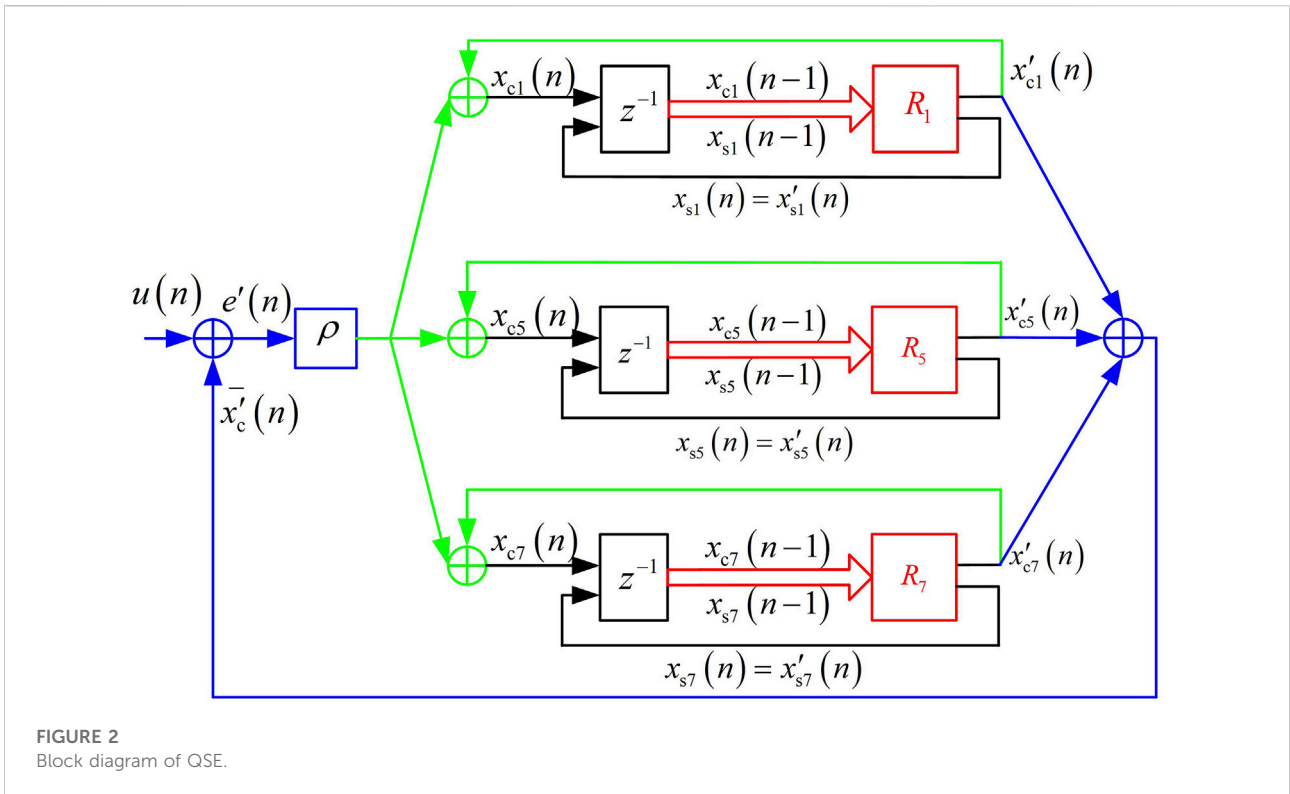 x′c1(n)
xc1(n)
xc1(n−1)
z−1
R1
xs1(n−1)
xs1(n) = x′s1(n)
u(n)
e′(n)
ρ
xc5(n)
xc5(n−1)
x′c5(n)
z−1
R5
xs5(n−1)
−
x′c(n)
xs5(n) = x′s5(n)
xc7(n)
xc7(n−1)
x′c7(n)
z−1
R7
xs7(n−1)
xs7(n) = x′s7(n)
FIGURE 2
Block diagram of QSE.